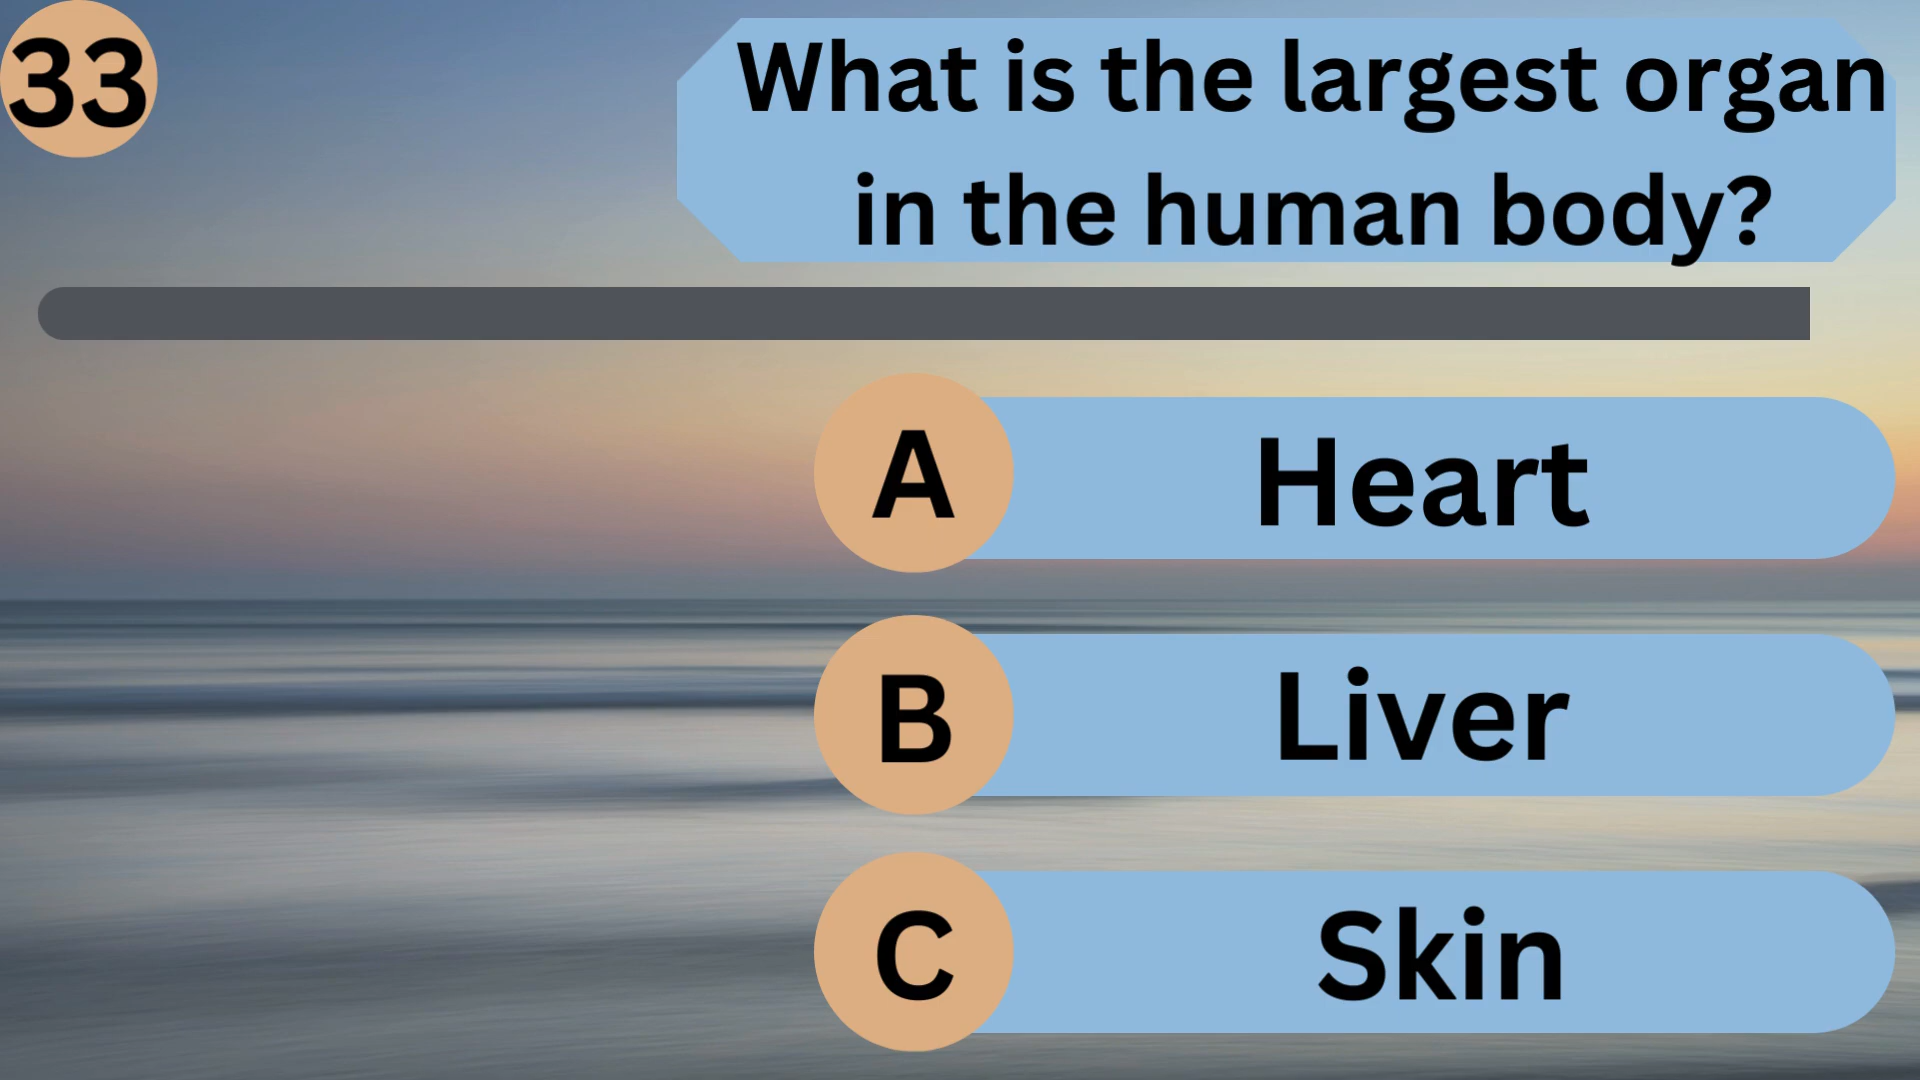 33
What is the largest organ
in the human body?
A Heart
B Liver
C Skin